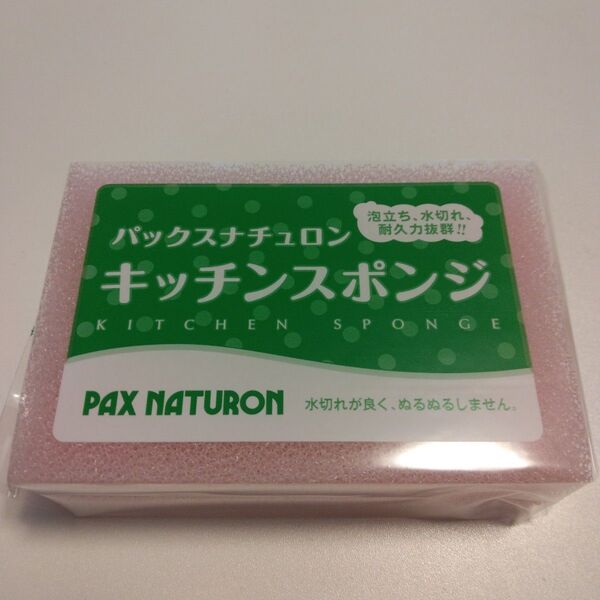 泡立ち、水切れ、
耐久力抜群!!
パックスナチュロン
キッチンスポンジ
KITCHEN SPONGE
PAX NATURON
水切れが良く、ぬるぬるしません。